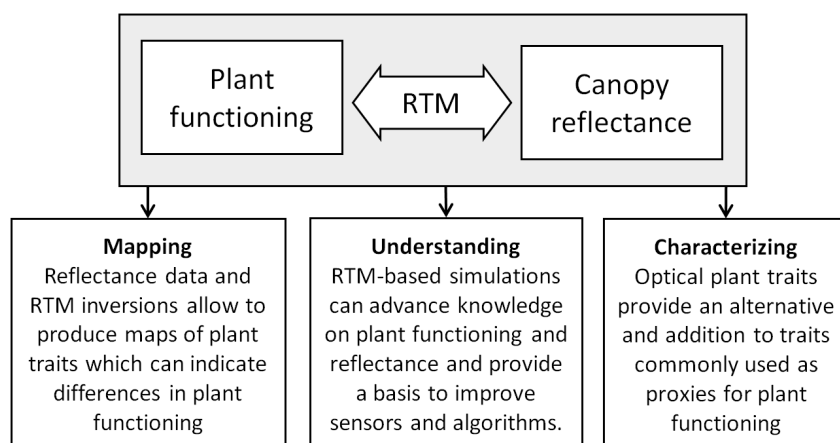 Plant
functioning
RTM
Canopy
reflectance
Mapping
Reflectance data and
RTM inversions allow to
produce maps of plant
traits which can indicate
differences in plant
functioning
Understanding
RTM-based simulations
can advance knowledge
on plant functioning and
reflectance and provide
a basis to improve
sensors and algorithms.
Characterizing
Optical plant traits
provide an alternative
and addition to traits
commonly used as
proxies for plant
functioning